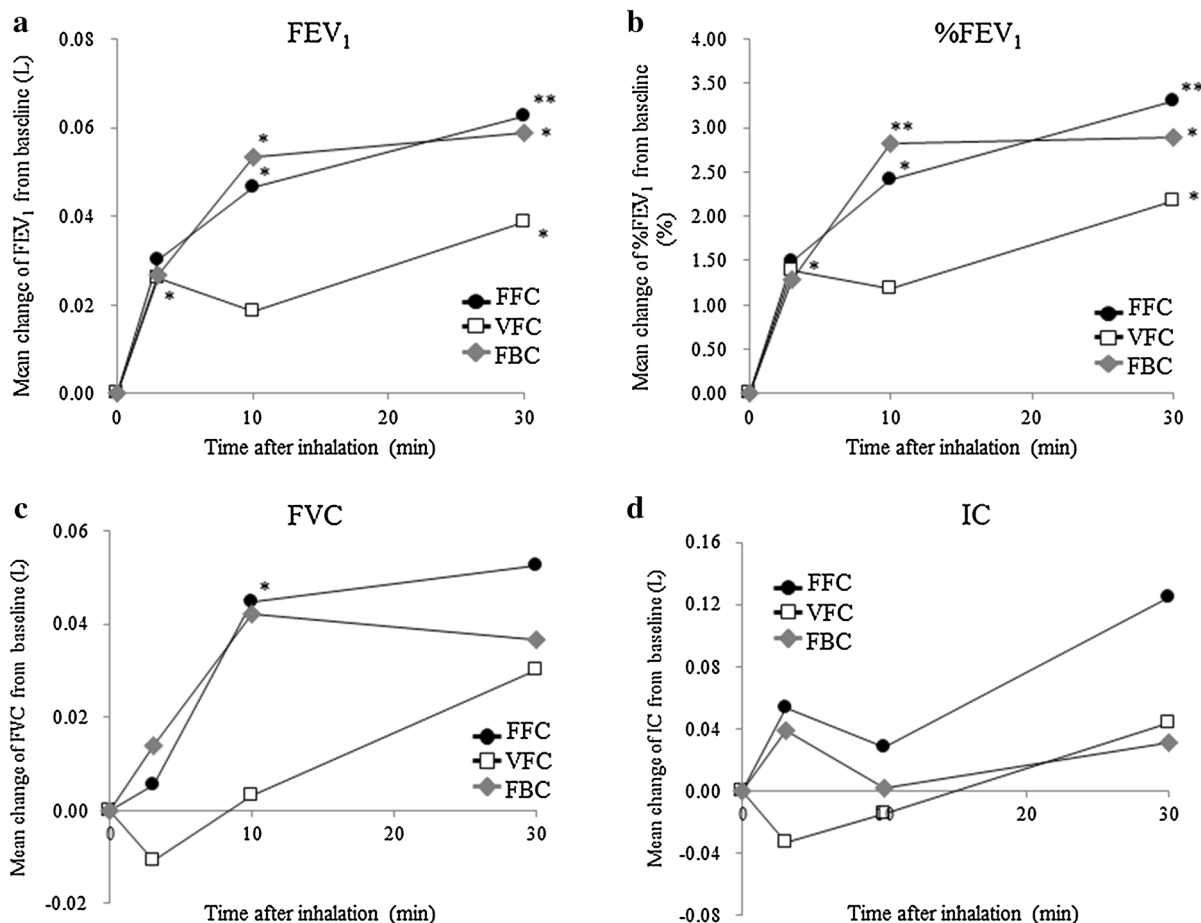 a
FEV1
0.08
0.06
0.04
0.02
0.00
Mean change of FEV1 from baseline (L)
**
*
*
*
*
*
FFC
VFC
FBC
0 10 20 30
Time after inhalation (min)
b
%FEV1
4.00
3.50
3.00
2.50
2.00
1.50
1.00
0.50
0.00
Mean change of %FEV1 from baseline
(%)
**
**
*
*
*
*
FFC
VFC
FBC
0 10 20 30
Time after inhalation (min)
c
FVC
0.06
0.04
0.02
0.00
-0.02
Mean change of FVC from baseline (L)
*
FFC
VFC
FBC
0 10 20 30
Time after inhalation (min)
d
IC
0.16
0.12
0.08
0.04
0.00
-0.04
-0.08
Mean change of IC from baseline (L)
FFC
VFC
FBC
0 10 20 30
Time after inhalation (min)